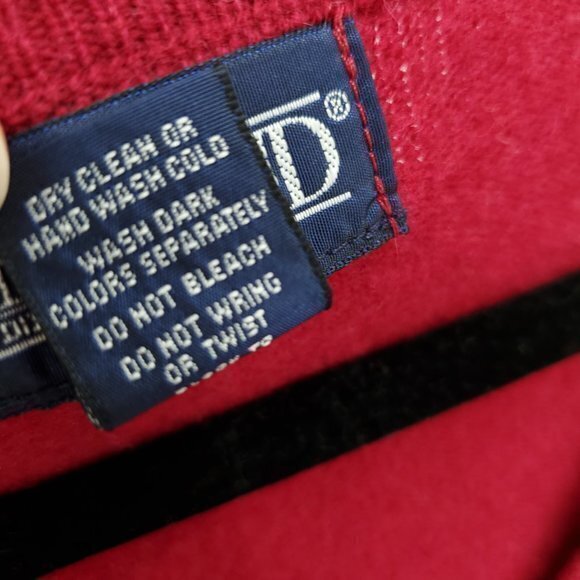 DRY CLEAN OR
HAND WASH COLD
WASH DARK
COLORS SEPARATELY
DO NOT BLEACH
DO NOT WRING
OR TWIST
D®